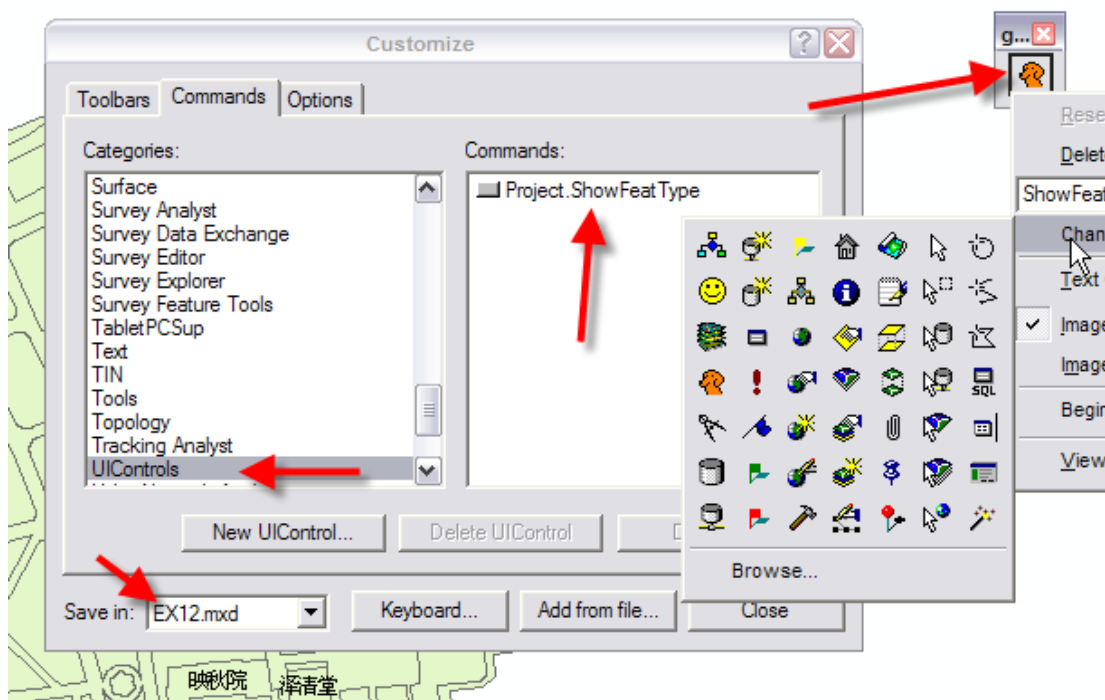 Customize
g...
Toolbars Commands Options
Categories:
Commands:
Surface
Survey Analyst
Survey Data Exchange
Survey Editor
Survey Explorer
Survey Feature Tools
TabletPCSup
Text
TIN
Tools
Topology
Tracking Analyst
UIControls
Project.ShowFeatType
Rese
Delet
ShowFeat
Chan
Text
Image
Image
Begin
View
SQL
New UIControl...
Delete UIControl
D
Browse...
Save in:
EX12.mxd
Keyboard...
Add from file...
Close
映秋院
泽清堂